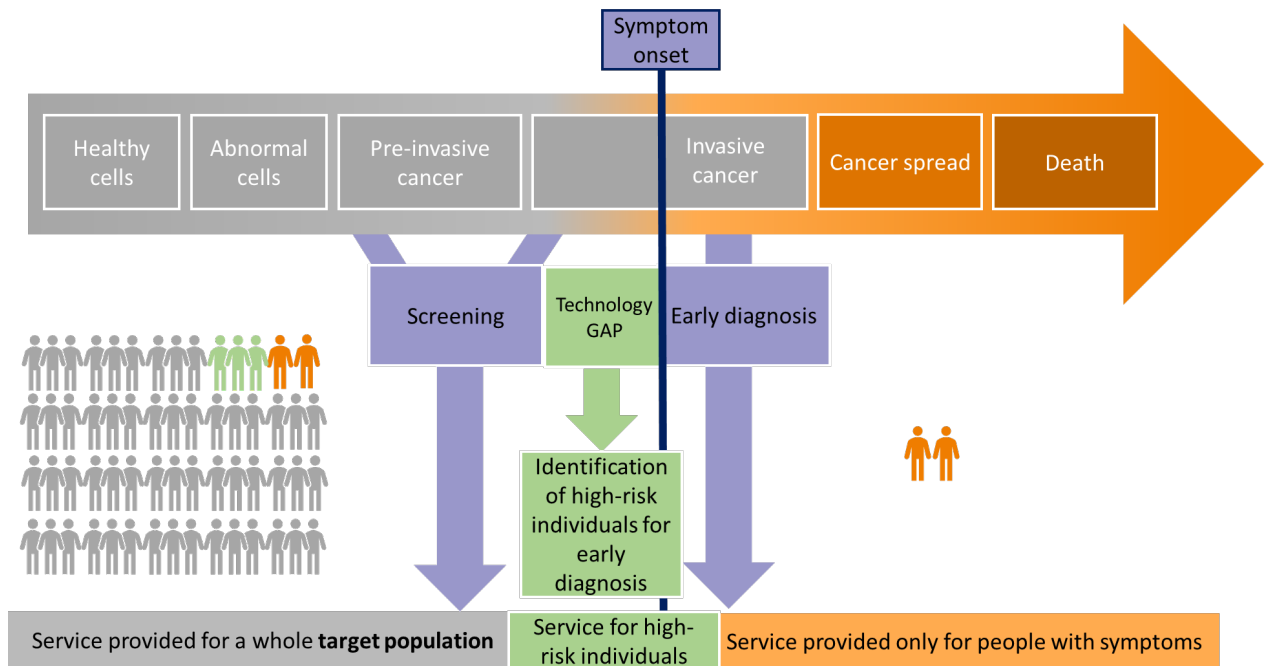 Symptom
onset
Healthy
cells
Abnormal
cells
Pre-invasive
cancer
Invasive
cancer
Cancer spread
Death
Screening
Technology
GAP
Early diagnosis
Identification
of high-risk
individuals for
early
diagnosis
Service provided for a whole target population
Service for high-
risk individuals
Service provided only for people with symptoms